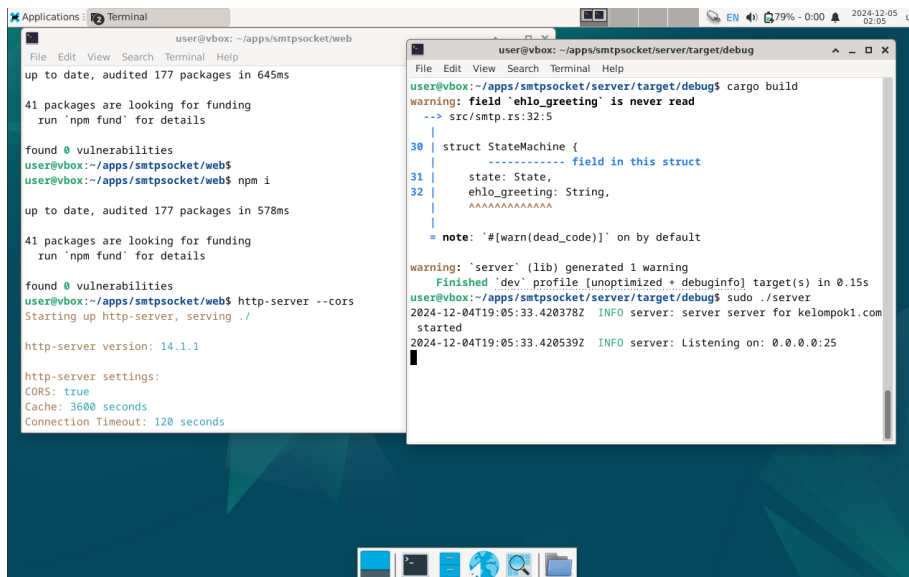 Applications
2 Terminal
EN
79% - 0:00
2024-12-05
02:05
user@vbox: ~/apps/smtpsocket/web
File Edit View Search Terminal Help
up to date, audited 177 packages in 645ms
41 packages are looking for funding
run `npm fund` for details
found 0 vulnerabilities
user@vbox:~/apps/smtpsocket/web$
user@vbox:~/apps/smtpsocket/web$ npm i
up to date, audited 177 packages in 578ms
41 packages are looking for funding
run `npm fund` for details
found 0 vulnerabilities
user@vbox:~/apps/smtpsocket/web$ http-server --cors
Starting up http-server, serving ./
http-server version: 14.1.1
http-server settings:
CORS: true
Cache: 3600 seconds
Connection Timeout: 120 seconds
user@vbox: ~/apps/smtpsocket/server/target/debug
File Edit View Search Terminal Help
user@vbox:~/apps/smtpsocket/server/target/debug$ cargo build
warning: field `ehlo_greeting` is never read
--> src/smtp.rs:32:5
|
30 | struct StateMachine {
| ------------ field in this struct
31 | state: State,
32 | ehlo_greeting: String,
| ^^^^^^^^^^^^^
|
= note: `#[warn(dead_code)]` on by default
warning: `server` (lib) generated 1 warning
Finished `dev` profile [unoptimized + debuginfo] target(s) in 0.15s
user@vbox:~/apps/smtpsocket/server/target/debug$ sudo ./server
2024-12-04T19:05:33.420378Z INFO server: server server for kelompok1.com
started
2024-12-04T19:05:33.420539Z INFO server: Listening on: 0.0.0.0:25